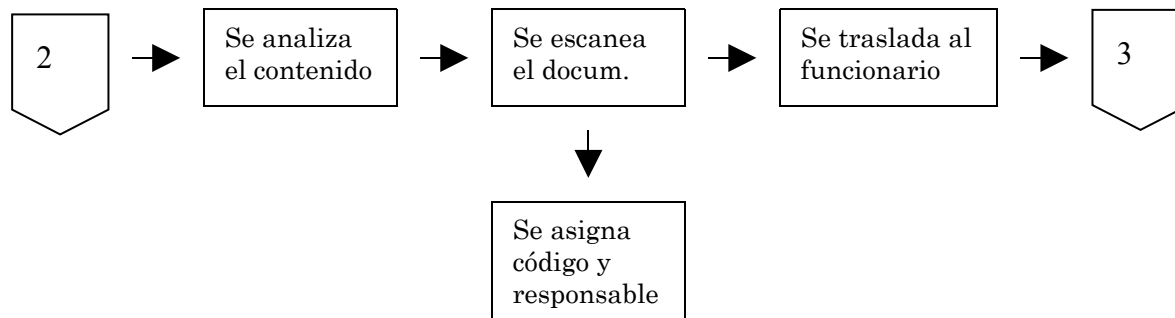 2
Se analiza
el contenido
Se escanea
el docum.
Se traslada al
funcionario
3
Se asigna
código y
responsable